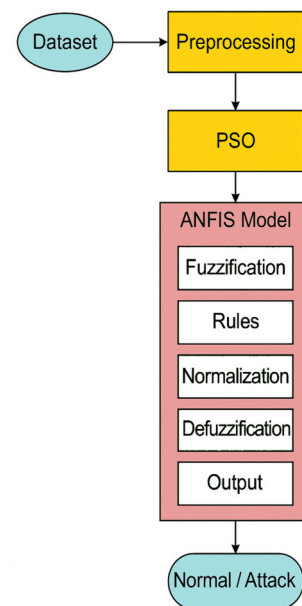 Dataset
Preprocessing
PSO
ANFIS Model
Fuzzification
Rules
Normalization
Defuzzification
Output
Normal / Attack